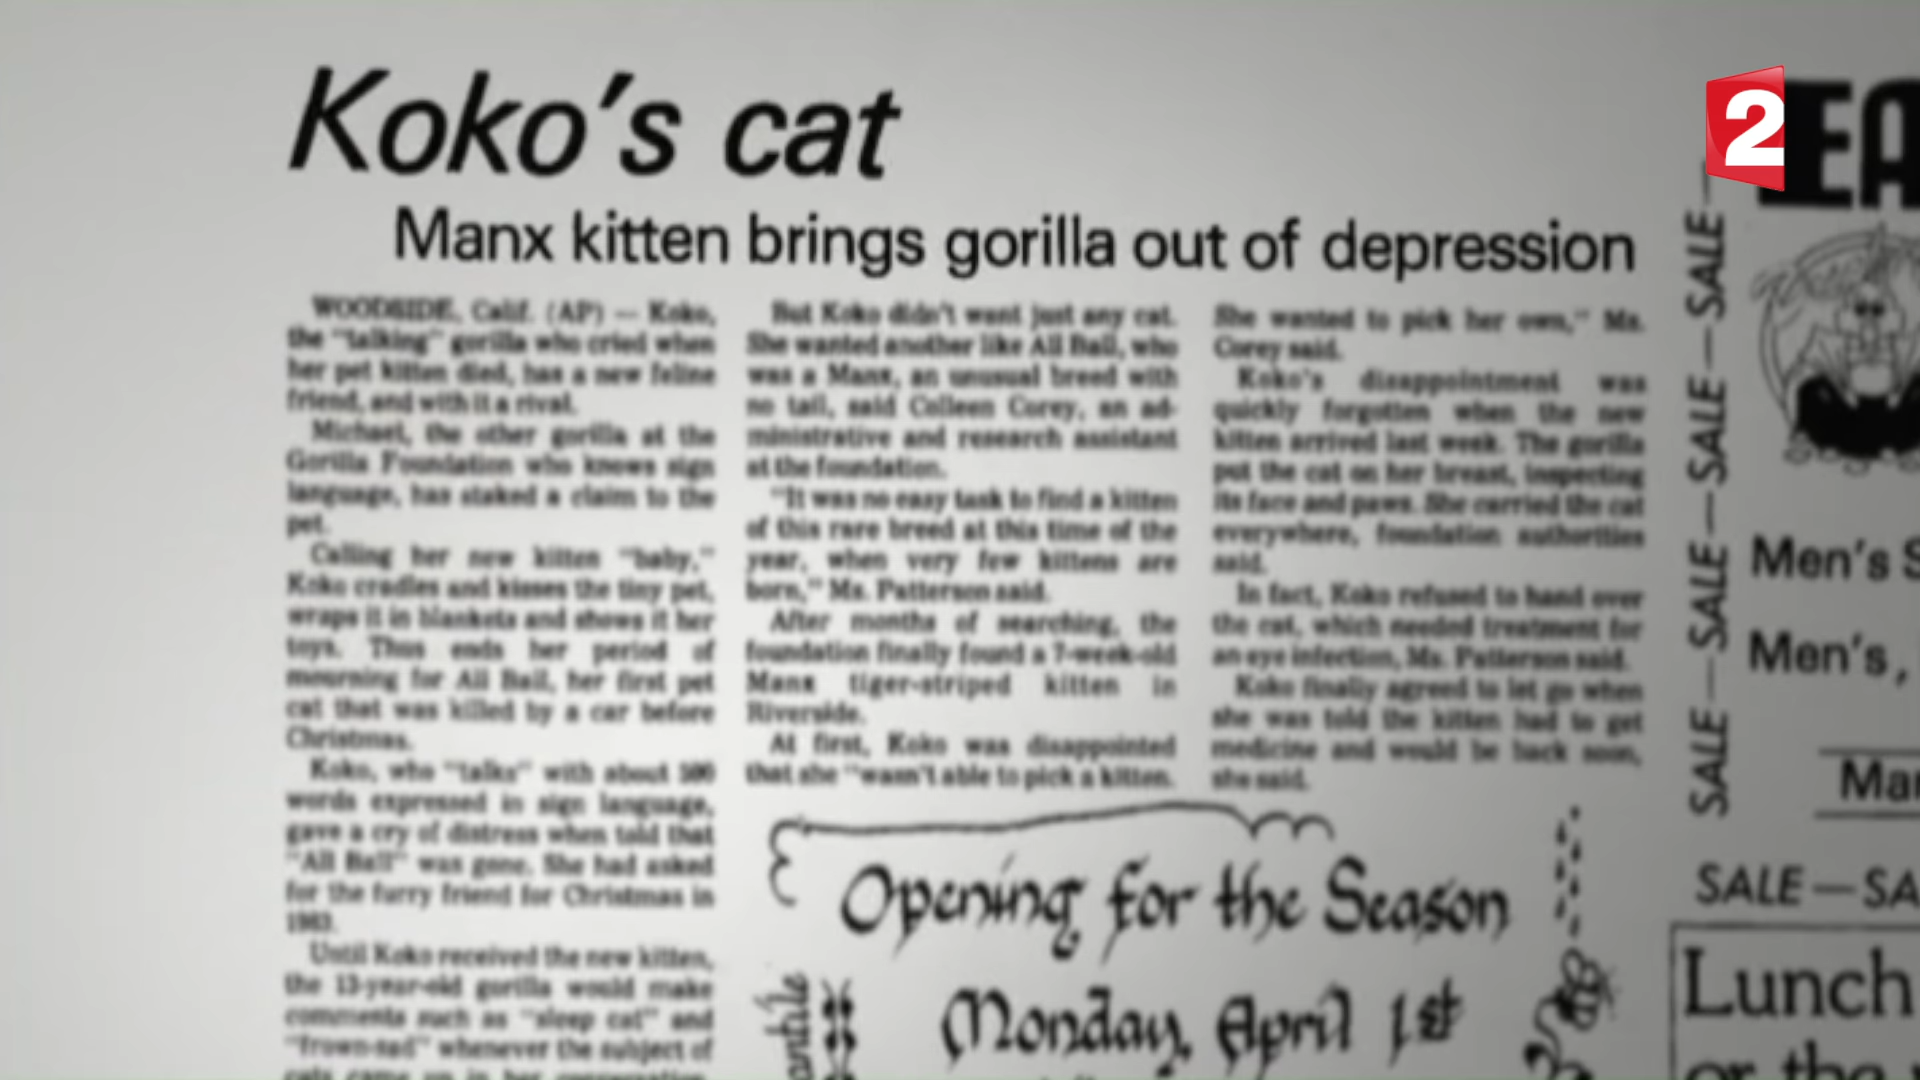 Koko's cat
Manx kitten brings gorilla out of depression
WOODSIDE, Calif. (AP) — Koko,
the "talking" gorilla who cried when
her pet kitten died, has a new feline
friend, and with it a rival.
Michael, the other gorilla at the
Gorilla Foundation who knows sign
language, has staked a claim to the
pet.
Calling her new kitten "baby,"
Koko cradles and kisses the tiny pet,
wraps it in blankets and shows it her
toys. Thus ends her period of
mourning for All Ball, her first pet
cat that was killed by a car before
Christmas.
Koko, who "talks" with about 500
words expressed in sign language,
gave a cry of distress when told that
"All Ball" was gone. She had asked
for the furry friend for Christmas in
1983.
Until Koko received the new kitten,
the 13-year-old gorilla would make
comments such as "sleep cat" and
"frown-sad" whenever the subject of
cats came up in her conversation.
But Koko didn't want just any cat.
She wanted another like All Ball, who
was a Manx, an unusual breed with
no tail, said Colleen Corey, an ad-
ministrative and research assistant
at the foundation.
"It was no easy task to find a kitten
of this rare breed at this time of the
year, when very few kittens are
born," Ms. Patterson said.
After months of searching, the
foundation finally found a 7-week-old
Manx tiger-striped kitten in
Riverside.
At first, Koko was disappointed
that she "wasn't able to pick a kitten.
She wanted to pick her own," Ms.
Corey said.
Koko's disappointment was
quickly forgotten when the new
kitten arrived last week. The gorilla
put the cat on her breast, inspecting
its face and paws. She carried the cat
everywhere, foundation authorities
said.
In fact, Koko refused to hand over
the cat, which needed treatment for
an eye infection, Ms. Patterson said.
Koko finally agreed to let go when
she was told the kitten had to get
medicine and would be back soon,
she said.
Opening for the Season
Monday, April 1st
antile
2
EA
SALE—SALE—SALE—SALE—
Men's S
Men's,
Mar
SALE—SA
Lunch
or the